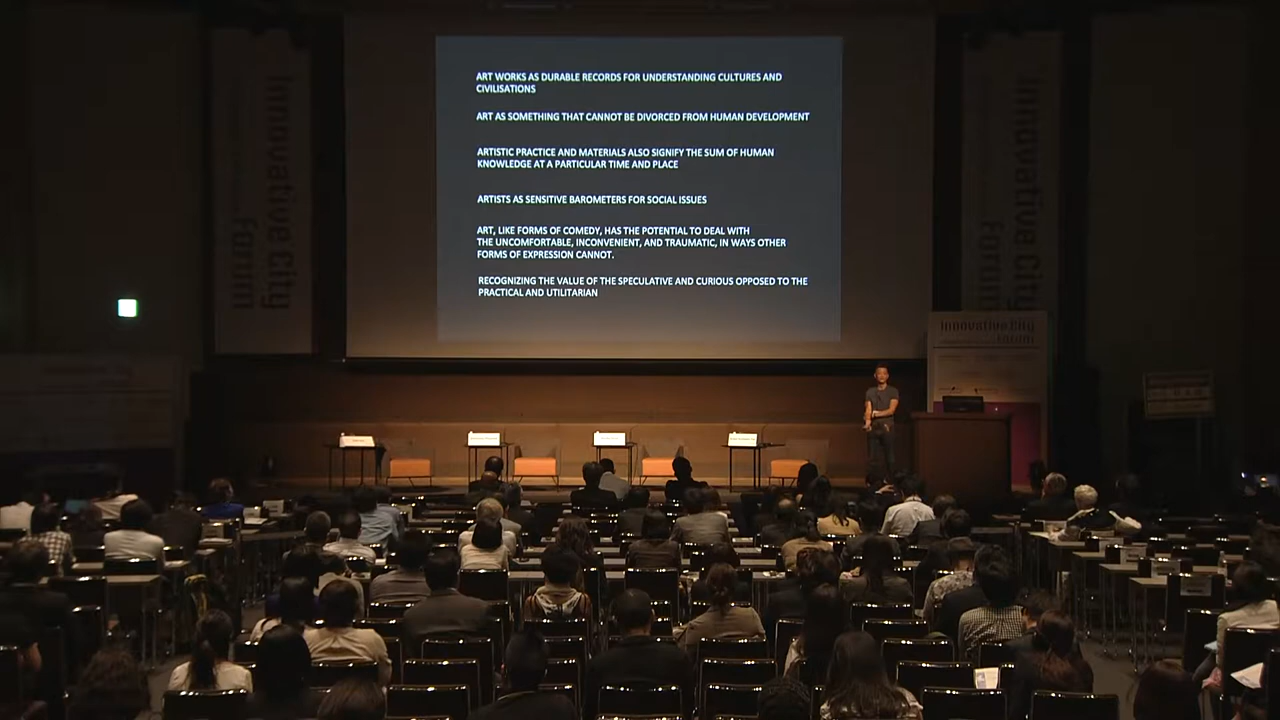 ART WORKS AS DURABLE RECORDS FOR UNDERSTANDING CULTURES AND
CIVILISATIONS
ART AS SOMETHING THAT CANNOT BE DIVORCED FROM HUMAN DEVELOPMENT
ARTISTIC PRACTICE AND MATERIALS ALSO SIGNIFY THE SUM OF HUMAN
KNOWLEDGE AT A PARTICULAR TIME AND PLACE
ARTISTS AS SENSITIVE BAROMETERS FOR SOCIAL ISSUES
ART, LIKE FORMS OF COMEDY, HAS THE POTENTIAL TO DEAL WITH
THE UNCOMFORTABLE, INCONVENIENT, AND TRAUMATIC, IN WAYS OTHER
FORMS OF EXPRESSION CANNOT.
RECOGNIZING THE VALUE OF THE SPECULATIVE AND CURIOUS OPPOSED TO THE
PRACTICAL AND UTILITARIAN
Innovative City
Forum
Innovative City
Forum
Innovative City
Forum